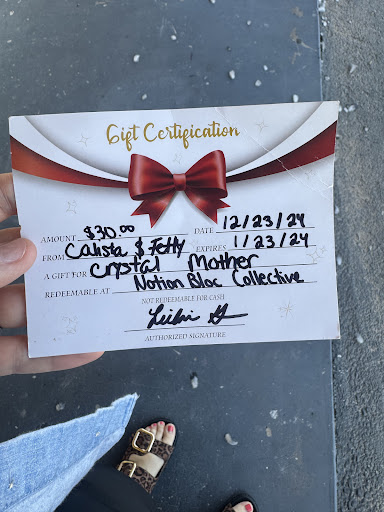 Gift Certification
AMOUNT $30.00 DATE 12/23/24
FROM Calista & Fotty EXPIRES 1/23/24
A GIFT FOR Crystal Mother
REDEEMABLE AT Notion Bloc Collective
NOT REDEEMABLE FOR CASH
AUTHORIZED SIGNATURE